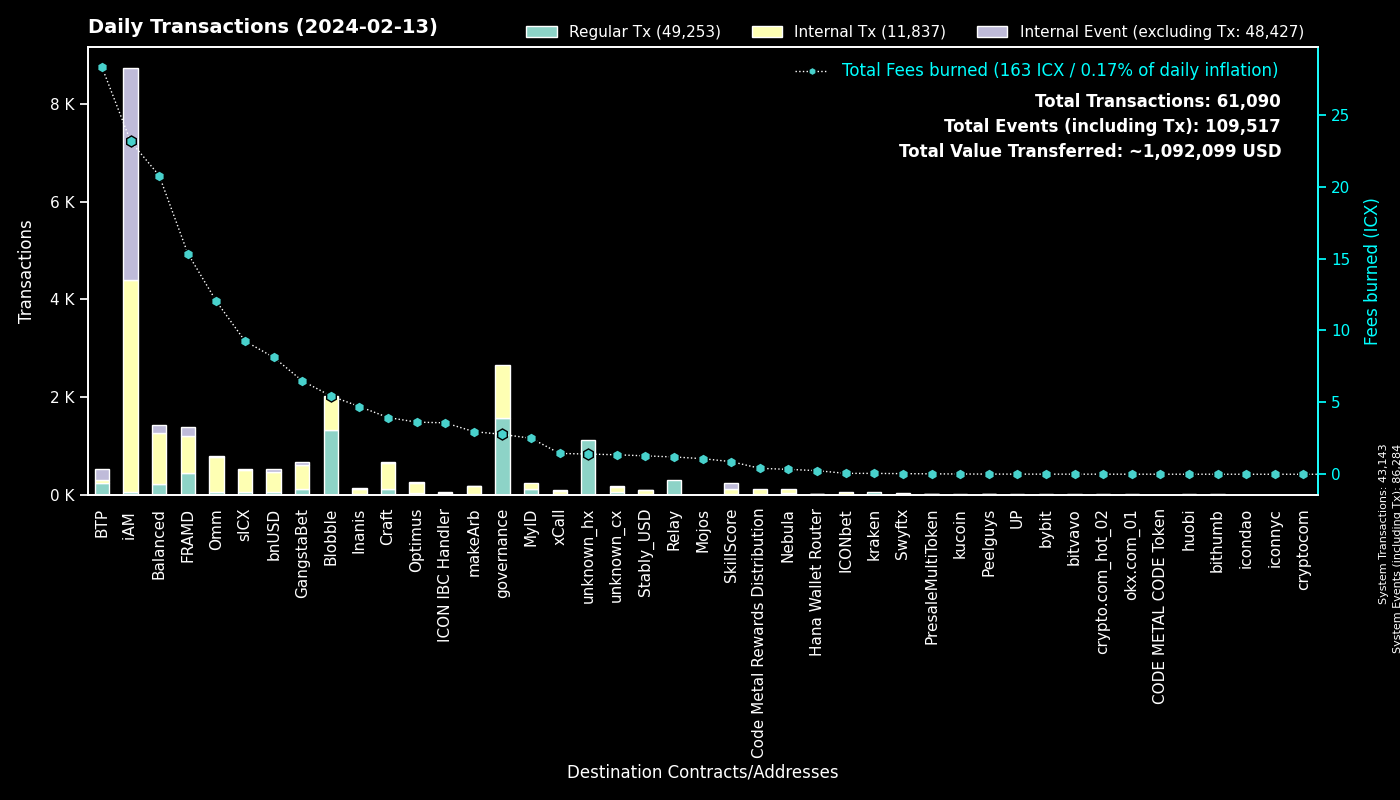 Daily Transactions (2024-02-13)
Regular Tx (49,253)
Internal Tx (11,837)
Internal Event (excluding Tx: 48,427)
Total Fees burned (163 ICX / 0.17% of daily inflation)
Total Transactions: 61,090
Total Events (including Tx): 109,517
Total Value Transferred: ~1,092,099 USD
Transactions
8 K
6 K
4 K
2 K
0 K
25
20
15
10
5
0
Fees burned (ICX)
BTP
iAM
Balanced
FRAMD
Omm
sICX
bnUSD
GangstaBet
Blobble
Inanis
Craft
Optimus
ICON IBC Handler
makeArb
governance
MyID
xCall
unknown_hx
unknown_cx
Stably_USD
Relay
Mojos
SkillScore
Code Metal Rewards Distribution
Nebula
Hana Wallet Router
ICONbet
kraken
Swyftx
PresaleMultiToken
kucoin
Peelguys
UP
bybit
bitvavo
crypto.com_hot_02
okx.com_01
CODE METAL CODE Token
huobi
bithumb
icondao
iconnyc
cryptocom
Destination Contracts/Addresses
System Transactions: 43,143
System Events (including Tx): 86,284